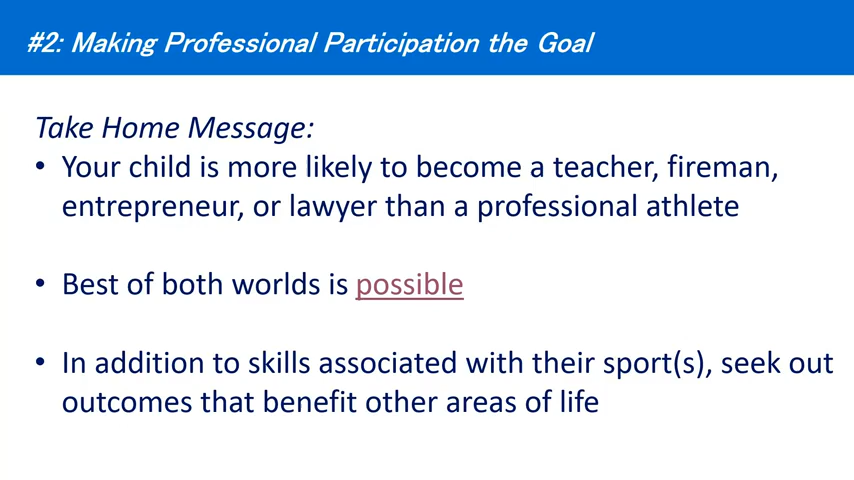 #2: Making Professional Participation the Goal
Take Home Message:
• Your child is more likely to become a teacher, fireman,
entrepreneur, or lawyer than a professional athlete
• Best of both worlds is possible
• In addition to skills associated with their sport(s), seek out
outcomes that benefit other areas of life